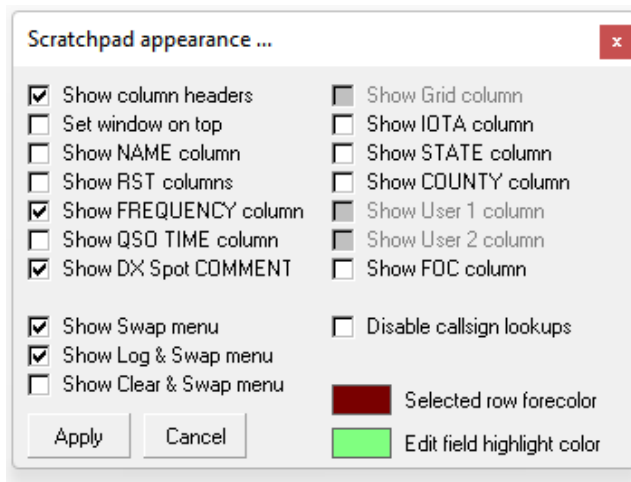 Scratchpad appearance ...
x
Show column headers
Set window on top
Show NAME column
Show RST columns
Show FREQUENCY column
Show QSO TIME column
Show DX Spot COMMENT
Show Swap menu
Show Log & Swap menu
Show Clear & Swap menu
Apply
Cancel
Show Grid column
Show IOTA column
Show STATE column
Show COUNTY column
Show User 1 column
Show User 2 column
Show FOC column
Disable callsign lookups
Selected row forecolor
Edit field highlight color